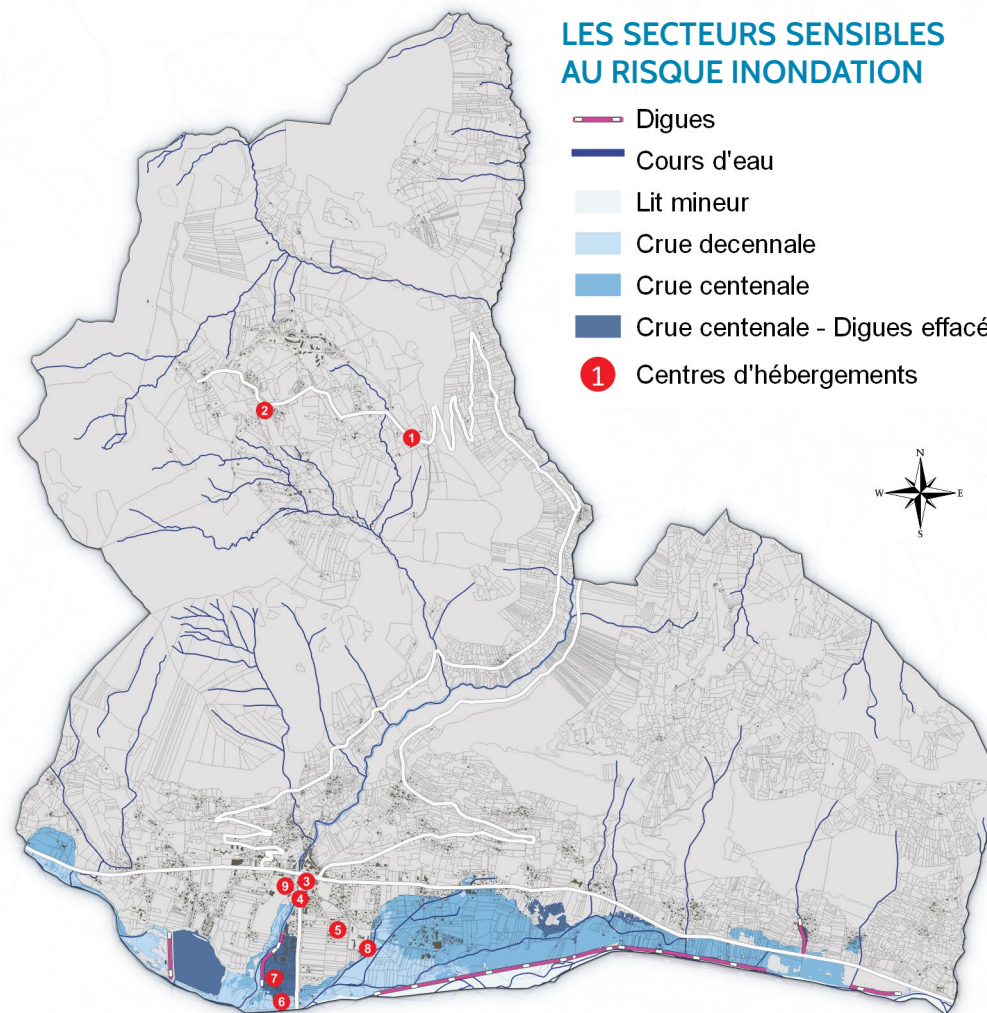 LES SECTEURS SENSIBLES
AU RISQUE INONDATION
Digues
Cours d'eau
Lit mineur
Crue decennale
Crue centenale
Crue centenale - Digues effacé
1 Centres d'hébergements
N
W E
S
2
1
3
9
4
5
8
7
6